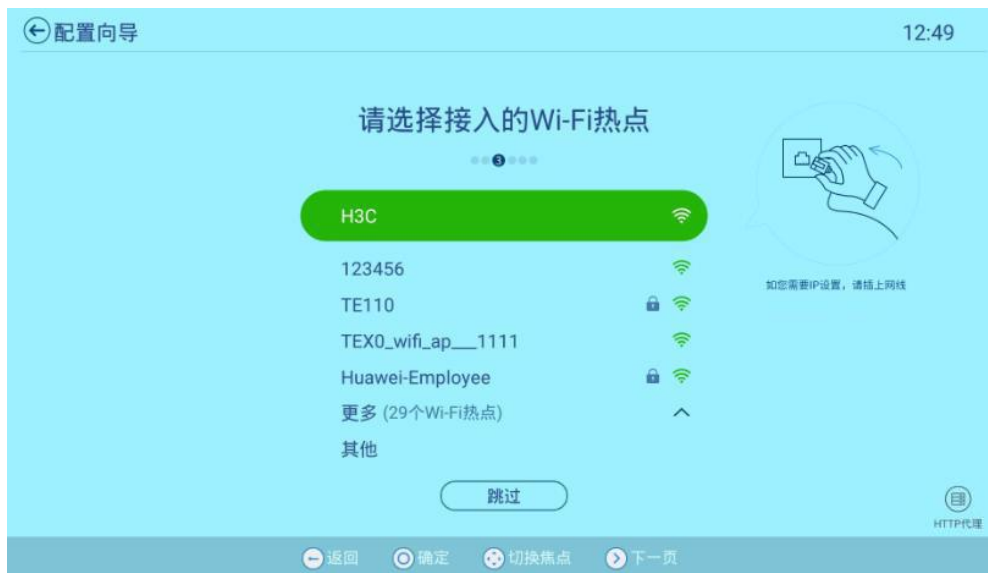 配置向导
12:49
请选择接入的Wi-Fi热点
3
H3C
123456
TE110
TEX0_wifi_ap___1111
Huawei-Employee
更多 (29个Wi-Fi热点)
其他
跳过
如您需要IP设置，请插上网线
HTTP代理
返回 确定 切换焦点 下一页